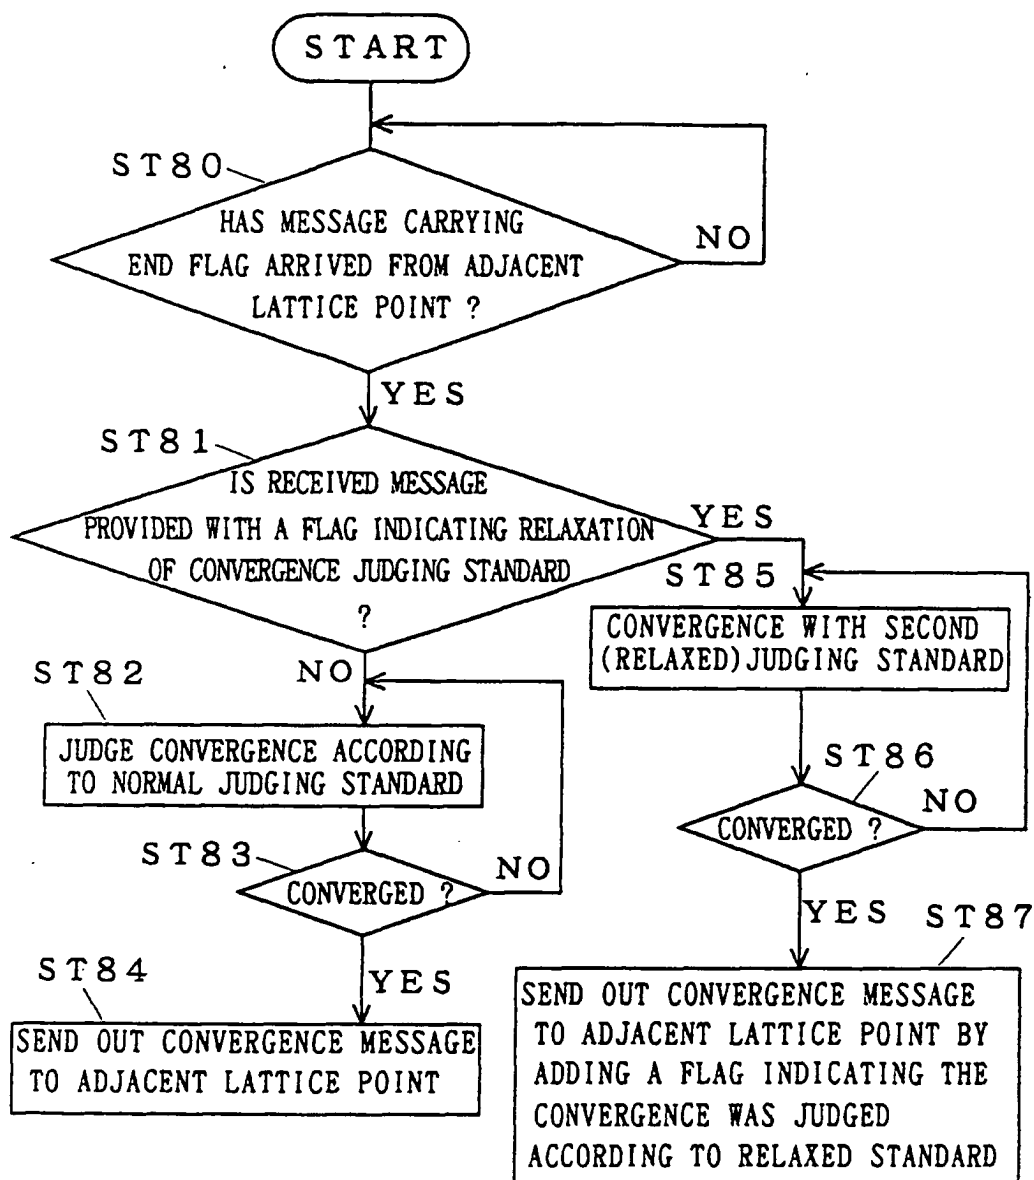 START
ST80
HAS MESSAGE CARRYING
END FLAG ARRIVED FROM ADJACENT
LATTICE POINT ?
NO
YES
ST81
IS RECEIVED MESSAGE
PROVIDED WITH A FLAG INDICATING RELAXATION
OF CONVERGENCE JUDGING STANDARD
?
YES
NO
ST82
JUDGE CONVERGENCE ACCORDING
TO NORMAL JUDGING STANDARD
ST83
CONVERGED ?
NO
YES
ST84
SEND OUT CONVERGENCE MESSAGE
TO ADJACENT LATTICE POINT
ST85
CONVERGENCE WITH SECOND
(RELAXED)JUDGING STANDARD
ST86
CONVERGED ?
NO
YES
ST87
SEND OUT CONVERGENCE MESSAGE
TO ADJACENT LATTICE POINT BY
ADDING A FLAG INDICATING THE
CONVERGENCE WAS JUDGED
ACCORDING TO RELAXED STANDARD